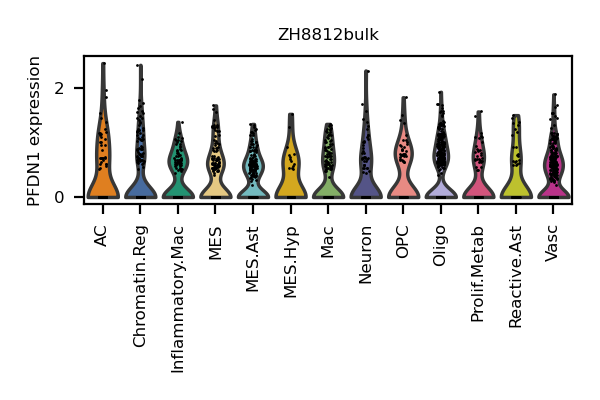 ZH8812bulk
PFDN1 expression
2
0
AC
Chromatin.Reg
Inflammatory.Mac
MES
MES.Ast
MES.Hyp
Mac
Neuron
OPC
Oligo
Prolif.Metab
Reactive.Ast
Vasc